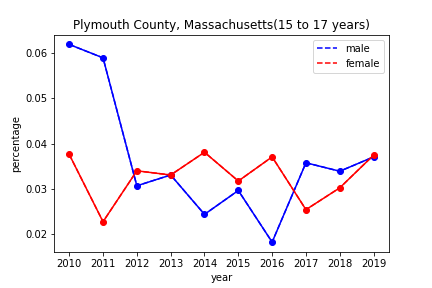 Plymouth County, Massachusetts(15 to 17 years)
male
female
percentage
0.06
0.05
0.04
0.03
0.02
2010 2011 2012 2013 2014 2015 2016 2017 2018 2019
year